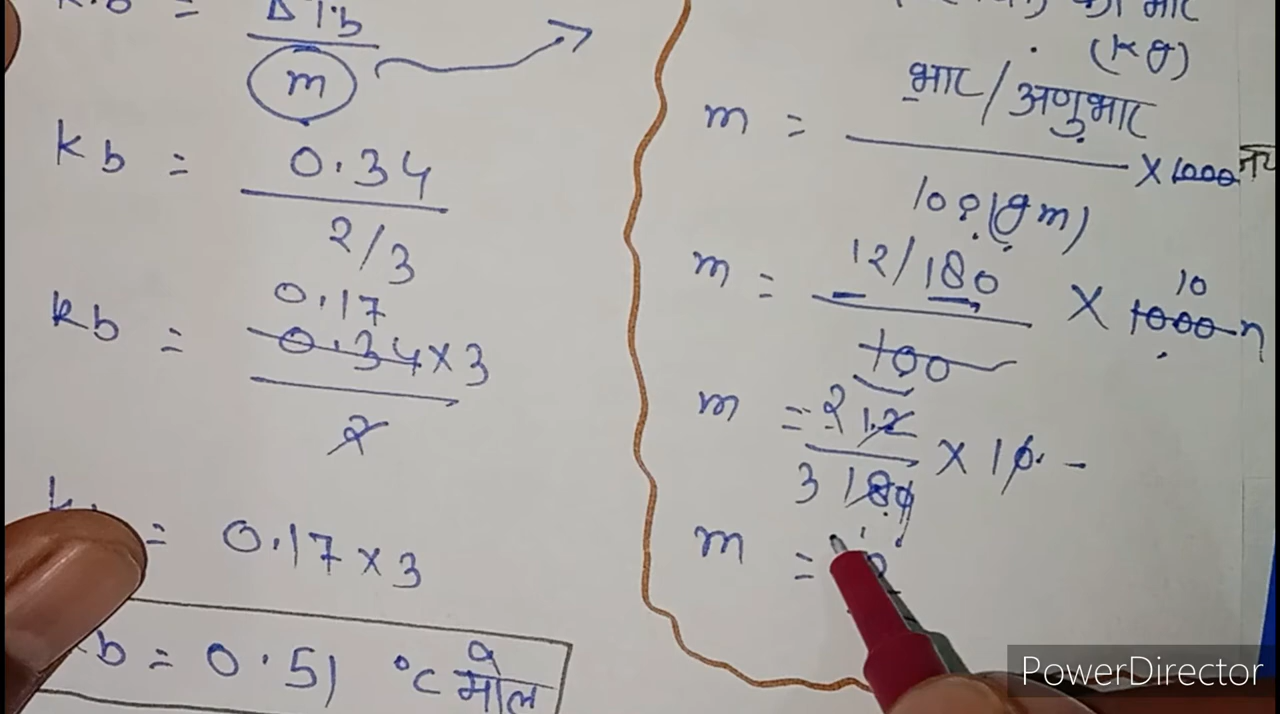 ΔTb
m
Kb = 0.34
2/3
0.17
Kb = 0.34×3
2
= 0.17×3
b = 0.51 °C मोल
का भार
(kg)
m = भार/अणुभार ×1000
100(gm)
10
m = 12/180 × 1000
100
m = 2 12 × 10
3 180
m =
PowerDirector